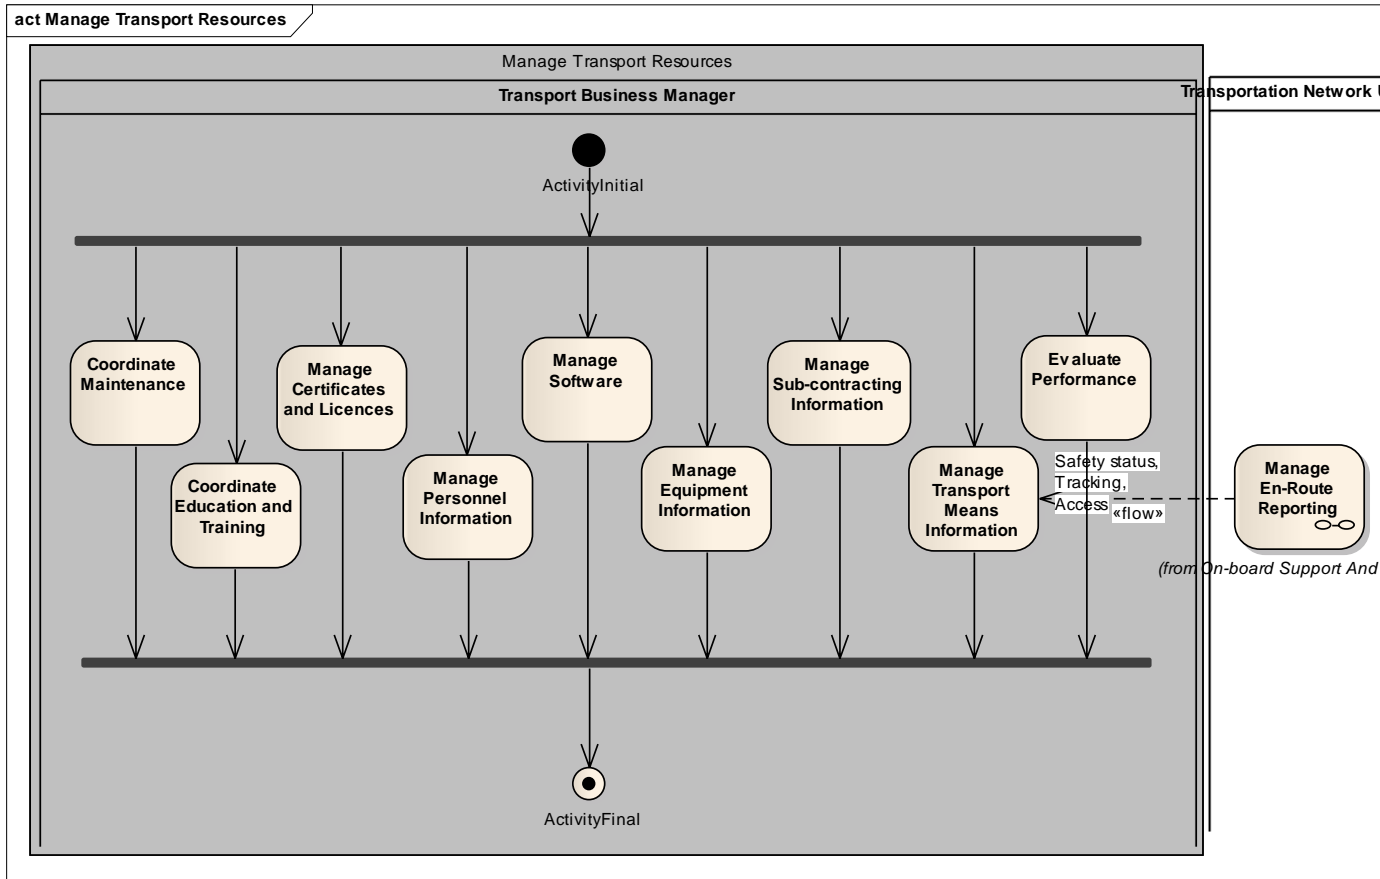 act Manage Transport Resources
Manage Transport Resources
Transport Business Manager
Transportation Network
ActivityInitial
Coordinate
Maintenance
Coordinate
Education and
Training
Manage
Certificates
and Licences
Manage
Personnel
Information
Manage
Software
Manage
Equipment
Information
Manage
Sub-contracting
Information
Manage
Transport
Means
Information
Evaluate
Performance
Safety status,
Tracking,
Access
«flow»
Manage
En-Route
Reporting
(from On-board Support And
ActivityFinal